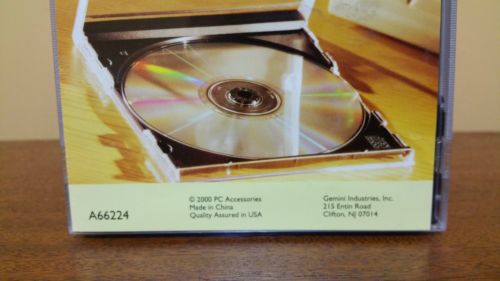 A66224
© 2000 PC Accessories
Made in China
Quality Assured in USA
Gemini Industries, Inc.
215 Entin Road
Clifton, NJ 07014